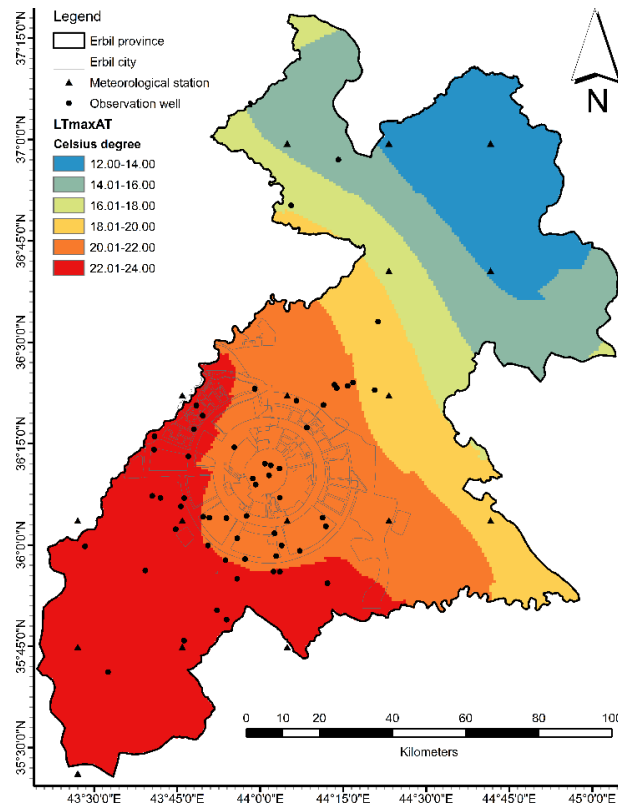 Legend
Erbil province
Erbil city
Meteorological station
Observation well
LTmaxAT
Celsius degree
12.00-14.00
14.01-16.00
16.01-18.00
18.01-20.00
20.01-22.00
22.01-24.00
N
37°15'0"N
37°0'0"N
36°45'0"N
36°30'0"N
36°15'0"N
36°0'0"N
35°45'0"N
35°30'0"N
0 10 20 40 60 80 100
Kilometers
43°30'0"E 43°45'0"E 44°0'0"E 44°15'0"E 44°30'0"E 44°45'0"E 45°0'0"E